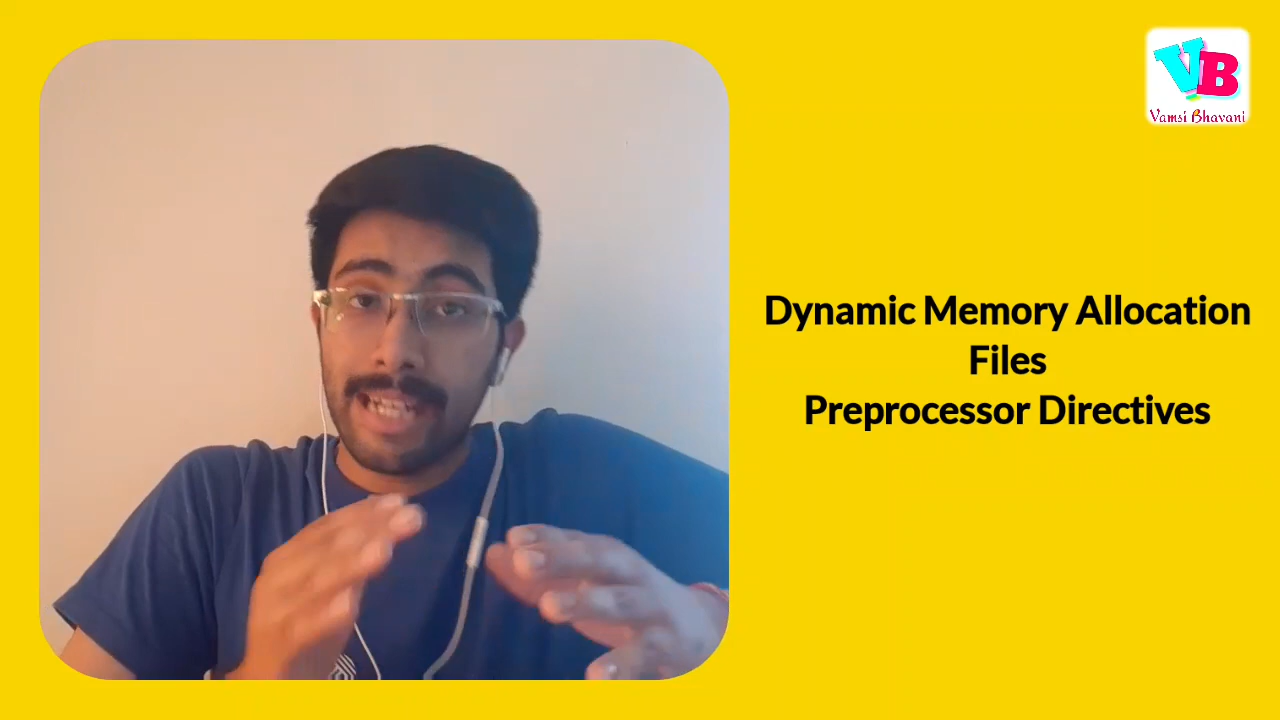 VB
Vamsi Bhavani
Dynamic Memory Allocation
Files
Preprocessor Directives